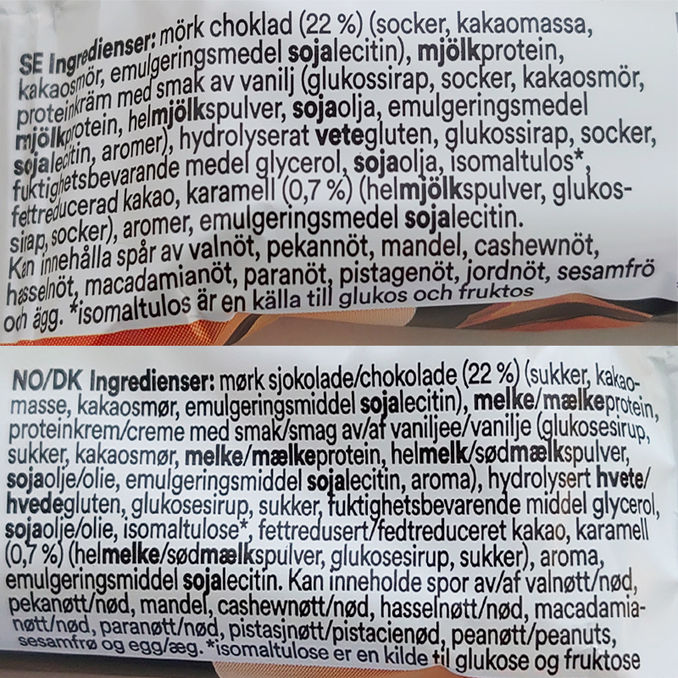 SE Ingredienser: mörk choklad (22 %) (socker, kakaomassa,
kakaosmör, emulgeringsmedel sojalecitin), mjölkprotein,
proteinkräm med smak av vanilj (glukossirap, socker, kakaosmör,
mjölkprotein, helmjölkspulver, sojaolja, emulgeringsmedel
sojalecitin, aromer), hydrolyserat vetegluten, glukossirap, socker,
fuktighetsbevarande medel glycerol, sojaolja, isomaltulos*,
fettreducerad kakao, karamell (0,7 %) (helmjölkspulver, glukos-
sirap, socker), aromer, emulgeringsmedel sojalecitin.
Kan innehålla spår av valnöt, pekannöt, mandel, cashewnöt,
hasselnöt, macadamianöt, paranöt, pistagenöt, jordnöt, sesamfrö
och ägg. *isomaltulos är en källa till glukos och fruktos
NO/DK Ingredienser: mørk sjokolade/chokolade (22 %) (sukker, kakao-
masse, kakaosmør, emulgeringsmiddel sojalecitin), melke/mælkeprotein,
proteinkrem/creme med smak/smag av/af vaniljee/vanilje (glukosesirup,
sukker, kakaosmør, melke/mælkeprotein, helmelk/sødmælkspulver,
sojaolje/olie, emulgeringsmiddel sojalecitin, aroma), hydrolysert hvete/
hvedegluten, glukosesirup, sukker, fuktighetsbevarende middel glycerol,
sojaolje/olie, isomaltulose*, fettredusert/fedtreduceret kakao, karamell
(0,7 %) (helmelke/sødmælkspulver, glukosesirup, sukker), aroma,
emulgeringsmiddel sojalecitin. Kan inneholde spor av/af valnøtt/nød,
pekanøtt/nød, mandel, cashewnøtt/nød, hasselnøtt/nød, macadamia-
nøtt/nød, paranøtt/nød, pistasjnøtt/pistacienød, peanøtt/peanuts,
sesamfrø og egg/æg. *isomaltulose er en kilde til glukose og fruktose